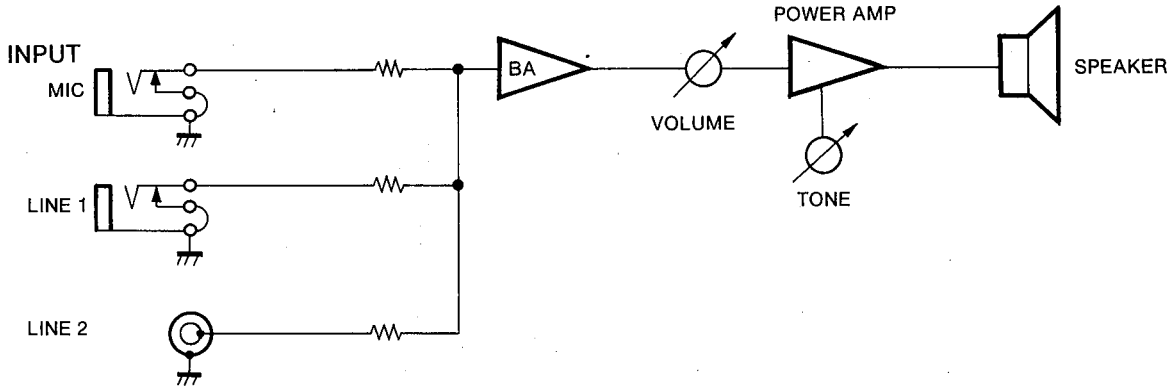 POWER AMP
INPUT
MIC
BA
SPEAKER
VOLUME
LINE 1
TONE
LINE 2